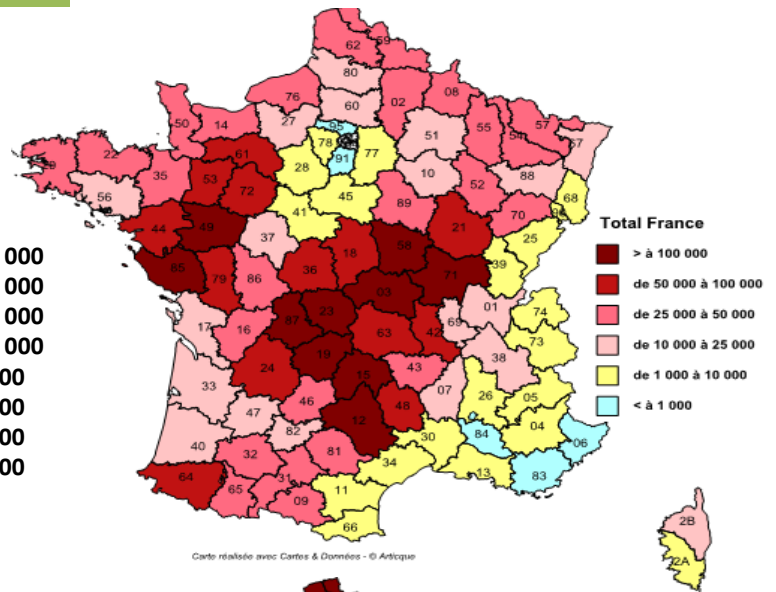 62 59
80
76 02 08
60
50 14 27 51 55 54 57 67
95
61 78 77
22 91 88
29 35 53 28 10 68
72 52
56 45
89 70 90
41 21
44 49 25
37 18 58
39
85 36 71
79 86
03
17 23 01 74
16 87 69
63 42 73
19 38
24 15 43
33 07
46 48 26 05
47
12 04
82 30 84 06
40 32 81 34
13 83
64 31
65 11
09
66
2B
2A
000
000
000
000
00
00
00
00
Total France
> à 100 000
de 50 000 à 100 000
de 25 000 à 50 000
de 10 000 à 25 000
de 1 000 à 10 000
< à 1 000
Carte réalisée avec Cartes & Données - © Articque